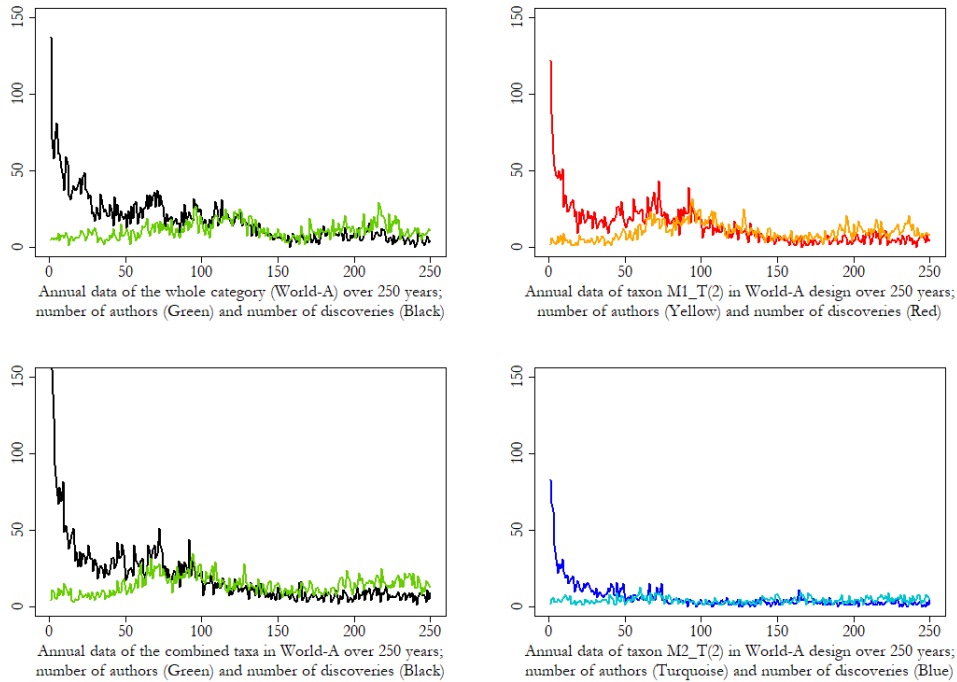 150
100
50
0
0 50 100 150 200 250
Annual data of the whole category (World-A) over 250 years;
number of authors (Green) and number of discoveries (Black)
150
100
50
0
0 50 100 150 200 250
Annual data of taxon M1_T(2) in World-A design over 250 years;
number of authors (Yellow) and number of discoveries (Red)
150
100
50
0
0 50 100 150 200 250
Annual data of the combined taxa in World-A over 250 years;
number of authors (Green) and number of discoveries (Black)
150
100
50
0
0 50 100 150 200 250
Annual data of taxon M2_T(2) in World-A design over 250 years;
number of authors (Turquoise) and number of discoveries (Blue)